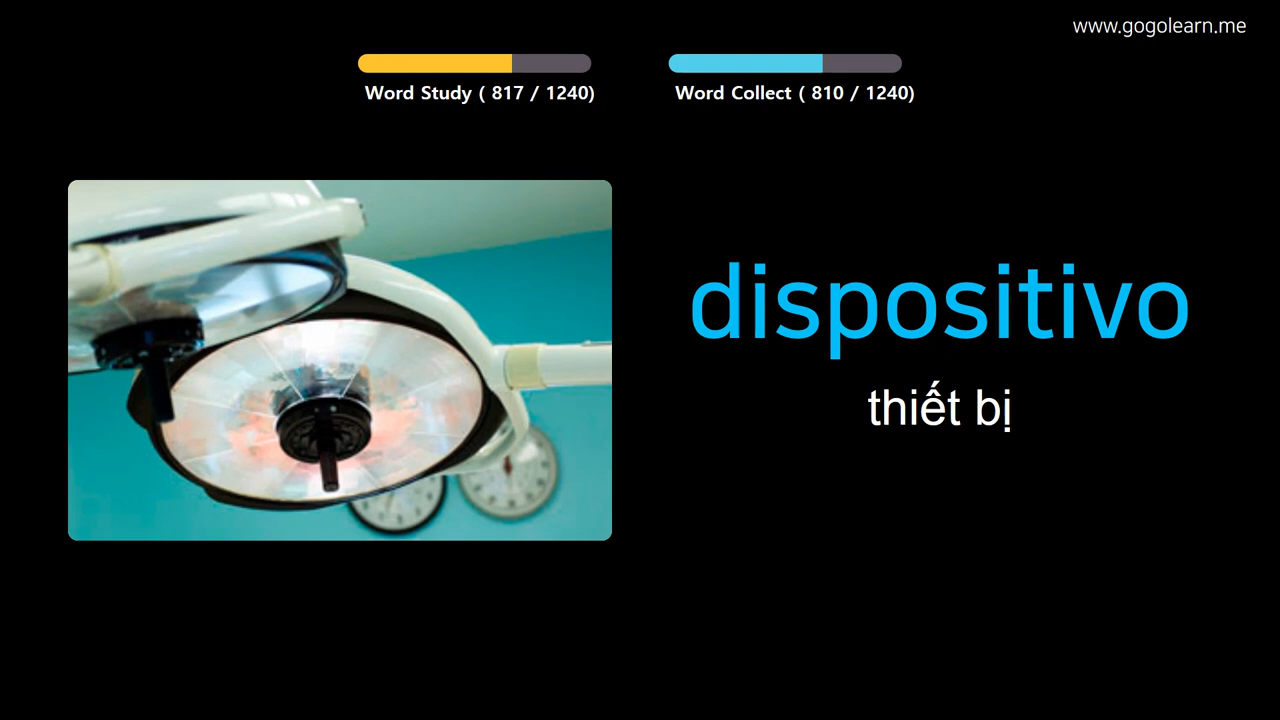 www.gogolearn.me
Word Study ( 817 / 1240)
Word Collect ( 810 / 1240)
dispositivo
thiết bị